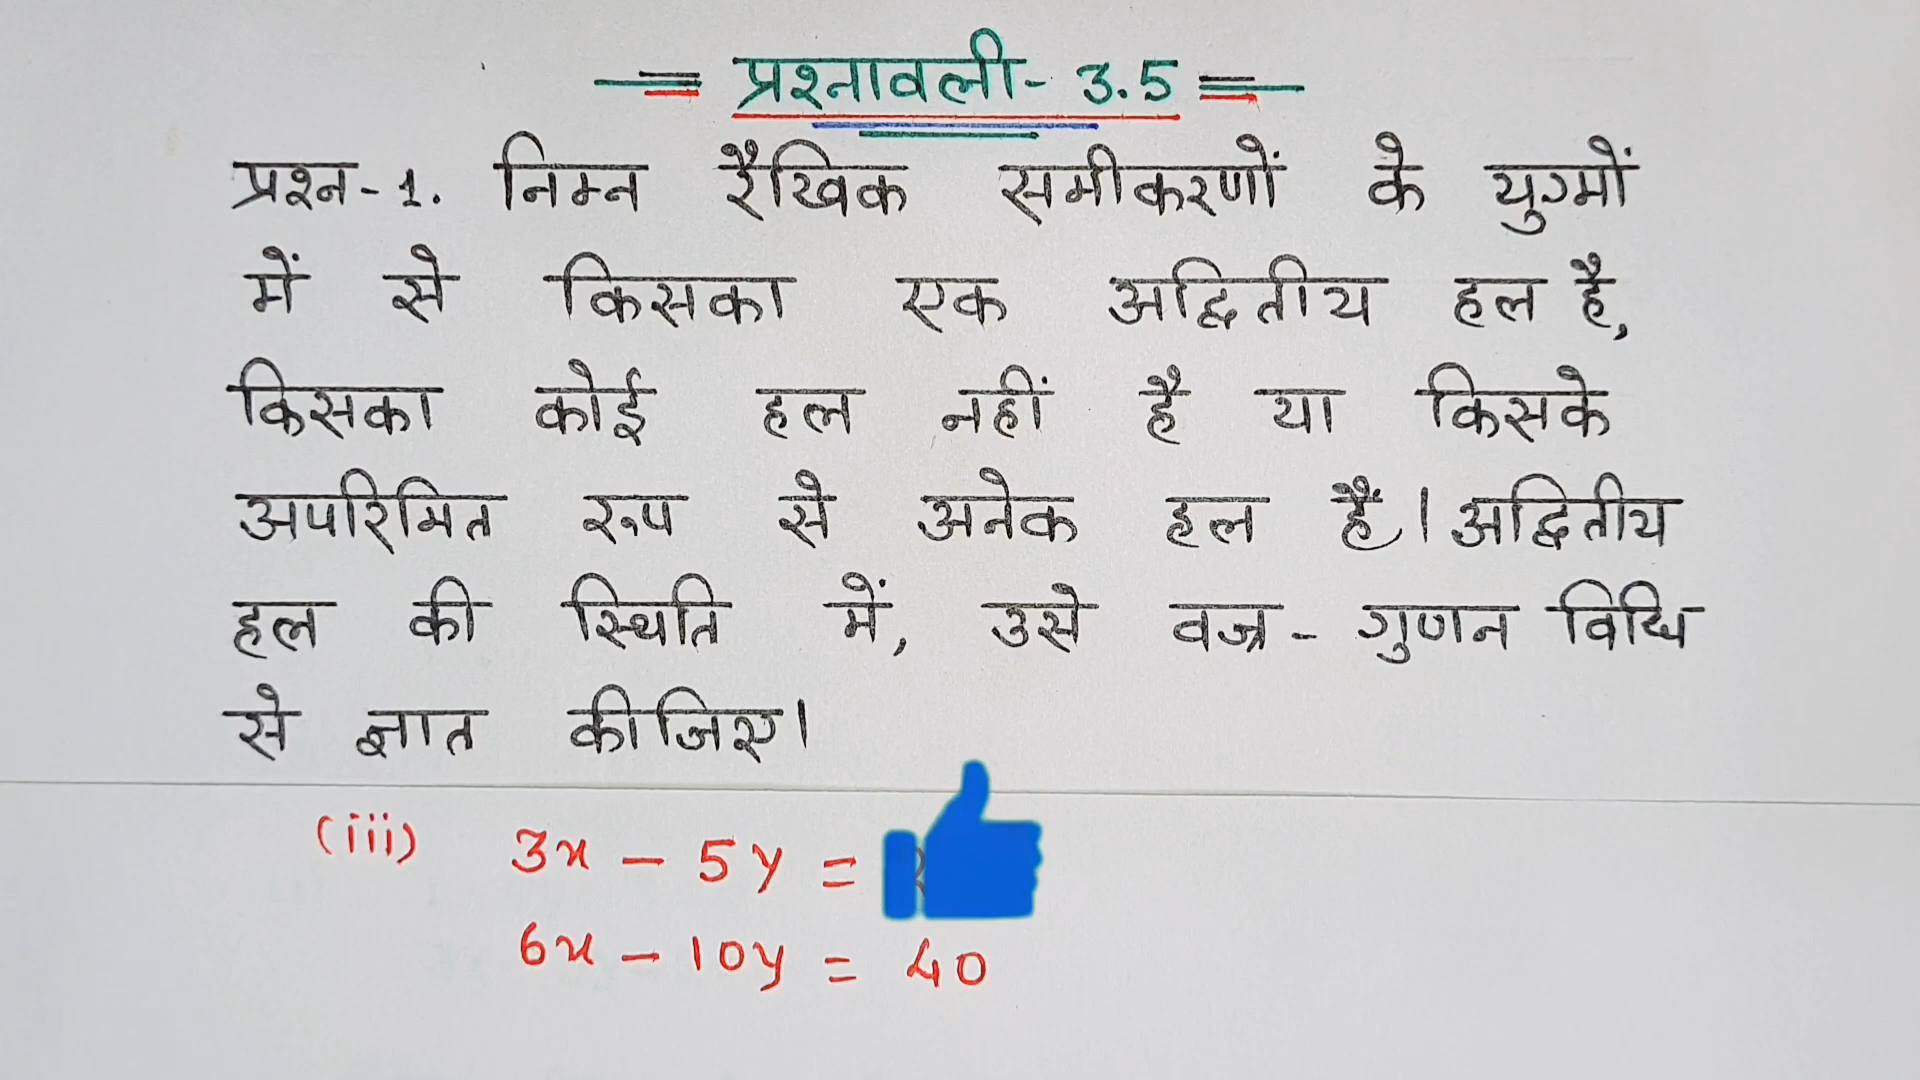 प्रश्नावली- 3.5
प्रश्न-1. निम्न रैखिक समीकरणों के युग्मों
में से किसका एक अद्वितीय हल है,
किसका कोई हल नहीं है या किसके
अपरिमित रूप से अनेक हल हैं। अद्वितीय
हल की स्थिति में, उसे वज्र-गुणन विधि
से ज्ञात कीजिए।
(iii) 3x - 5y =
6x - 10y = 40